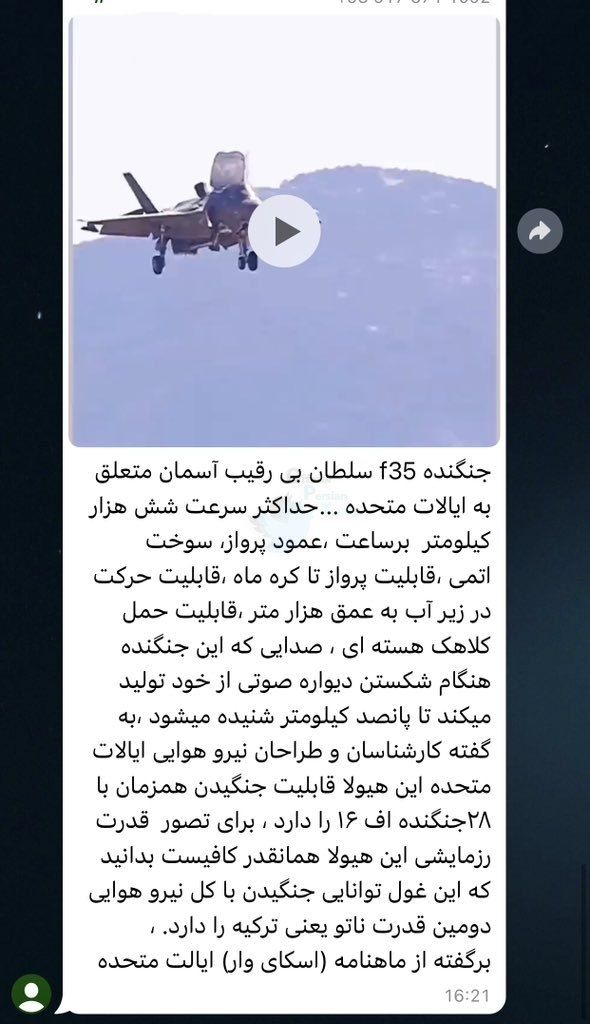 جنگنده f35 سلطان بی رقیب آسمان متعلق
به ایالات متحده ...حداکثر سرعت شش هزار
کیلومتر برساعت ،عمود پرواز، سوخت
اتمی ،قابلیت پرواز تا کره ماه ،قابلیت حرکت
در زیر آب به عمق هزار متر ،قابلیت حمل
کلاهک هسته ای ، صدایی که این جنگنده
هنگام شکستن دیواره صوتی از خود تولید
میکند تا پانصد کیلومتر شنیده میشود ،به
گفته کارشناسان و طراحان نیرو هوایی ایالات
متحده این هیولا قابلیت جنگیدن همزمان با
۲۸جنگنده اف ۱۶ را دارد ، برای تصور قدرت
رزمایشی این هیولا همانقدر کافیست بدانید
که این غول توانایی جنگیدن با کل نیرو هوایی
دومین قدرت ناتو یعنی ترکیه را دارد. ،
برگفته از ماهنامه (اسکای وار) ایالت متحده
16:21
Persian